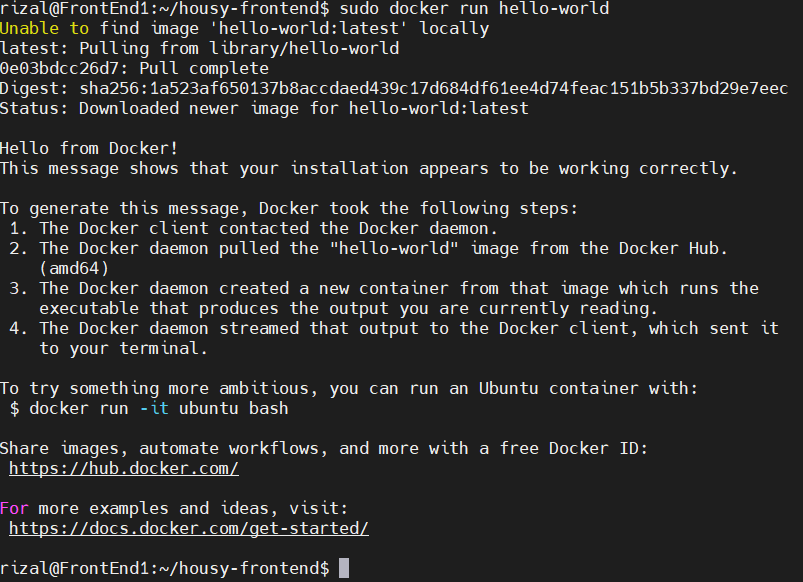 rizal@FrontEnd1:~/housy-frontend$ sudo docker run hello-world
Unable to find image 'hello-world:latest' locally
latest: Pulling from library/hello-world
0e03bdcc26d7: Pull complete
Digest: sha256:1a523af650137b8accdaed439c17d684df61ee4d74feac151b5b337bd29e7eec
Status: Downloaded newer image for hello-world:latest

Hello from Docker!
This message shows that your installation appears to be working correctly.

To generate this message, Docker took the following steps:
 1. The Docker client contacted the Docker daemon.
 2. The Docker daemon pulled the "hello-world" image from the Docker Hub.
    (amd64)
 3. The Docker daemon created a new container from that image which runs the
    executable that produces the output you are currently reading.
 4. The Docker daemon streamed that output to the Docker client, which sent it
    to your terminal.

To try something more ambitious, you can run an Ubuntu container with:
 $ docker run -it ubuntu bash

Share images, automate workflows, and more with a free Docker ID:
 https://hub.docker.com/

For more examples and ideas, visit:
 https://docs.docker.com/get-started/

rizal@FrontEnd1:~/housy-frontend$